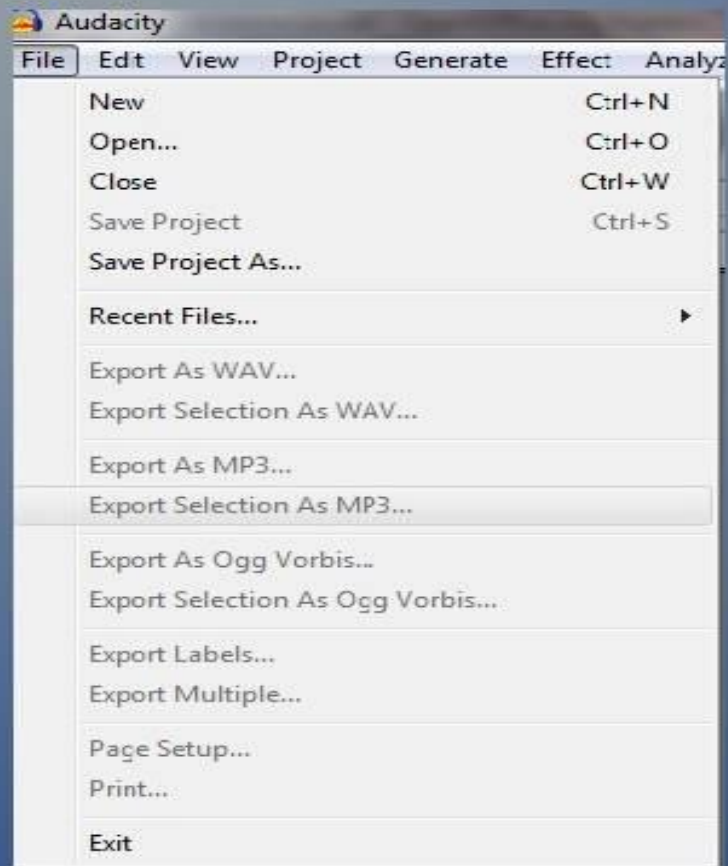 Audacity
File Edit View Project Generate Effect Analyz
New Ctrl+N
Open... Ctrl+O
Close Ctrl+W
Save Project Ctrl+S
Save Project As...
Recent Files...
Export As WAV...
Export Selection As WAV...
Export As MP3...
Export Selection As MP3...
Export As Ogg Vorbis...
Export Selection As Ogg Vorbis...
Export Labels...
Export Multiple...
Page Setup...
Print...
Exit